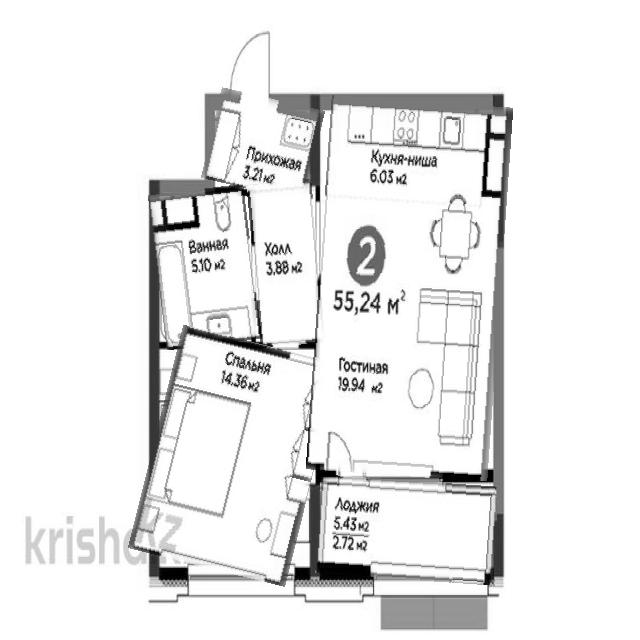 Прихожая
3.21 м2
Кухня-ниша
6.03 м2
Ванная
5.10 м2
Холл
3.88 м2
2
55,24 м²
Спальня
14.36 м2
Гостиная
19.94 м2
Лоджия
5.43 м2
2.72 м2
krisha.KZ